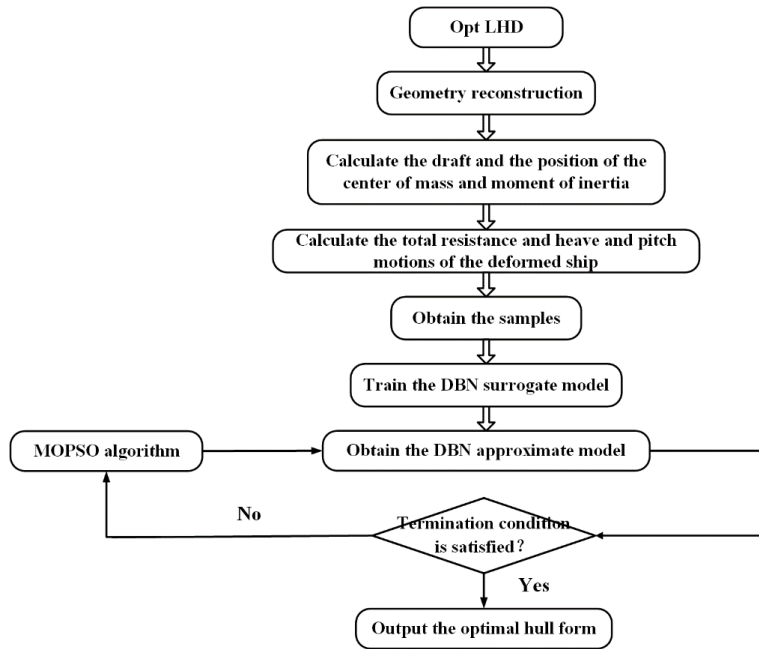 Opt LHD
Geometry reconstruction
Calculate the draft and the position of the
center of mass and moment of inertia
Calculate the total resistance and heave and pitch
motions of the deformed ship
Obtain the samples
Train the DBN surrogate model
MOPSO algorithm
Obtain the DBN approximate model
No
Termination condition
is satisfied？
Yes
Output the optimal hull form